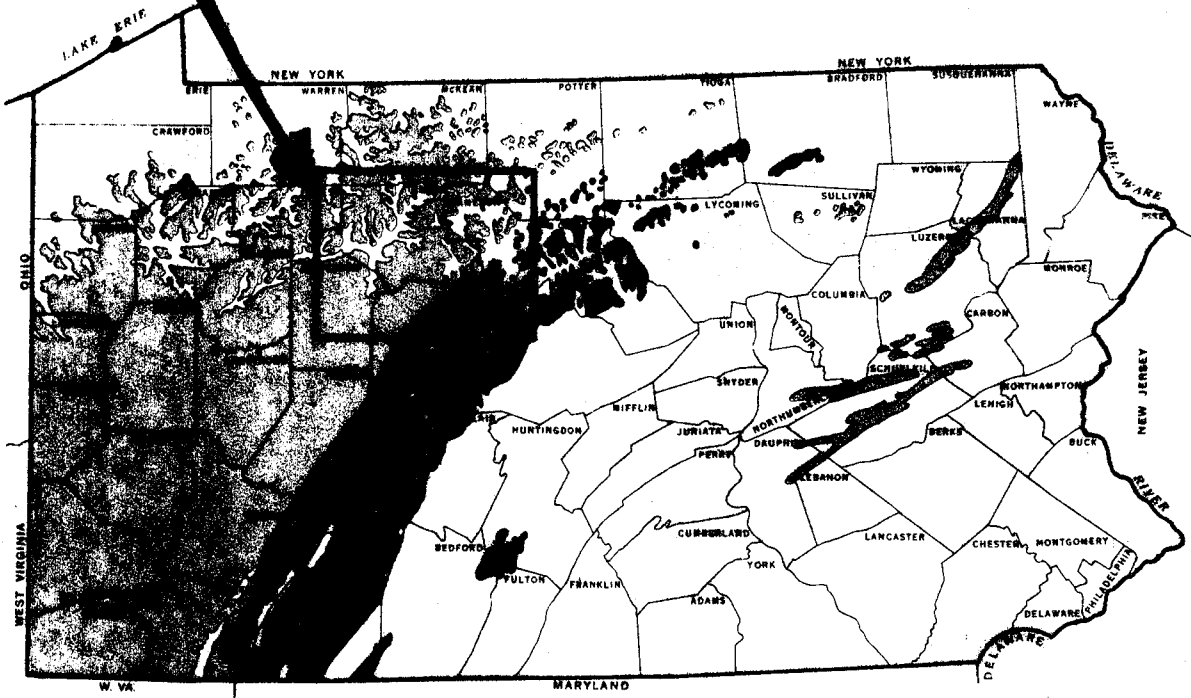 LAKE ERIE
NEW YORK
NEW YORK
ERIE
WARREN
McKEAN
POTTER
TIOGA
BRADFORD
SUSQUEHANNA
WAYNE
CRAWFORD
DELAWARE
WYOMING
SULLIVAN
LYCOMING
PIKE
LACKAWANNA
LUZERNE
OHIO
MONROE
COLUMBIA
CARBON
UNION
MONTOUR
SCHUYLKILL
SNYDER
NORTHAMPTON
NEW JERSEY
MIFFLIN
NORTHUMBERL
LEHIGH
HUNTINGDON
JURIATA
BERKS
DAUPHIN
BUCK
PERRY
LEBANON
RIVER
CUMBERLAND
LANCASTER
BEDFORD
CHESTER
MONTGOMERY
YORK
FULTON
FRANKLIN
WEST VIRGINIA
ADAMS
PHILADELPHIA
DELAWARE
DELAWARE
W. VA.
MARYLAND